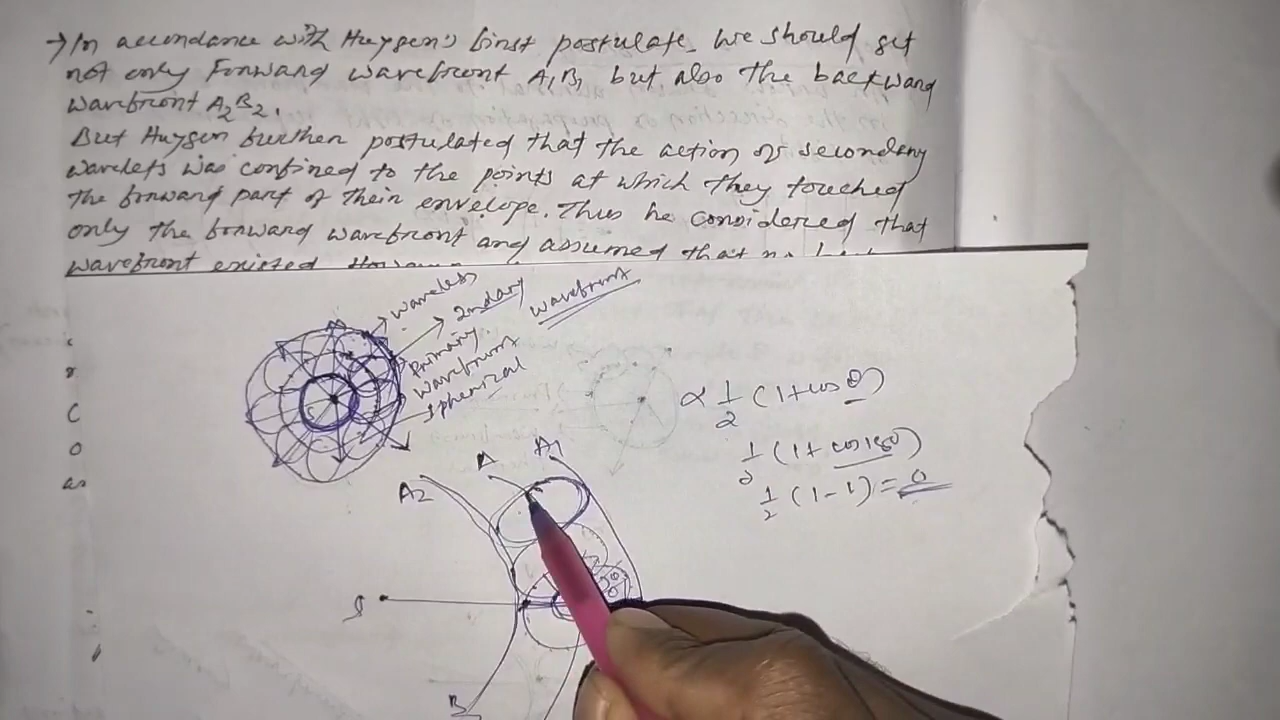 → In accordance with Huygen's first postulate, we should get
not only Forward wavefront A1B1 but also the backward
wavefront A2B2.
But Huygen further postulated that the action of secondary
wavelets was confined to the points at which they touched
the forward part of their envelope. Thus he considered that
only the forward wavefront and assumed that no
wavefront existed
wavelets
2ndary
wavefront
Primary
wavefront
spherical
∝ 1/2 (1+cos θ)
1/2 (1+ cos180)
1/2 (1-1) = 0
A2
A
A1
S
B